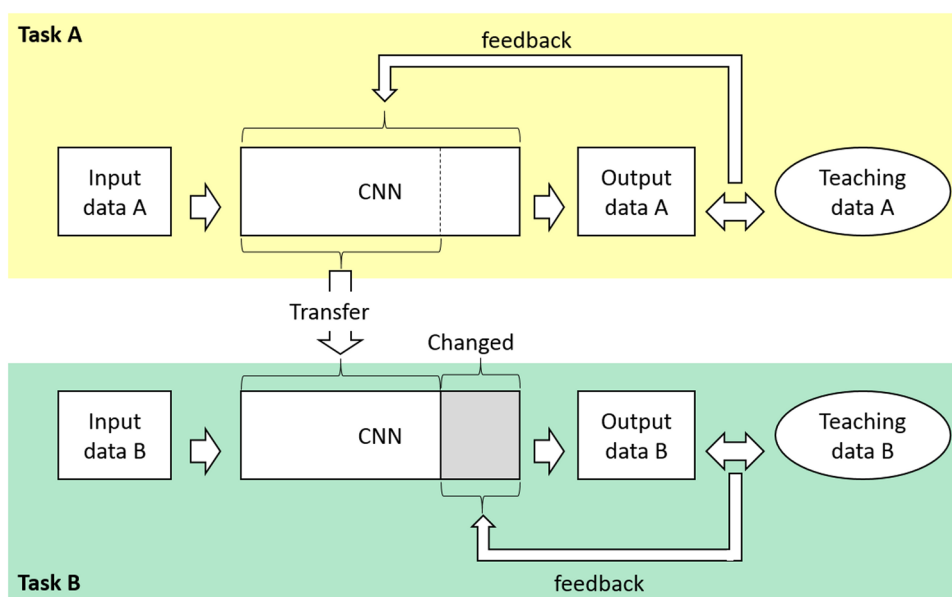 Task A
feedback
Input
data A
CNN
Output
data A
Teaching
data A
Transfer
Changed
Input
data B
CNN
Output
data B
Teaching
data B
feedback
Task B